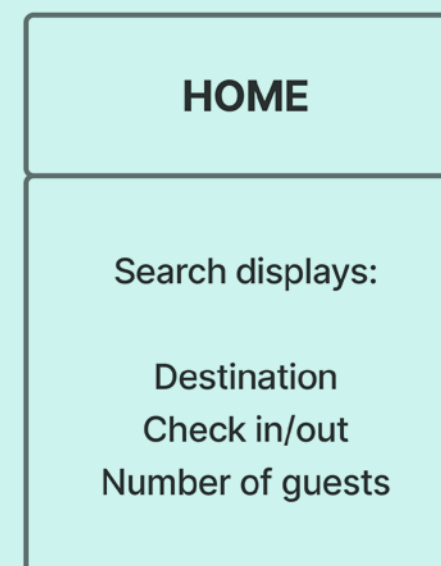 HOME
Search displays:
Destination
Check in/out
Number of guests